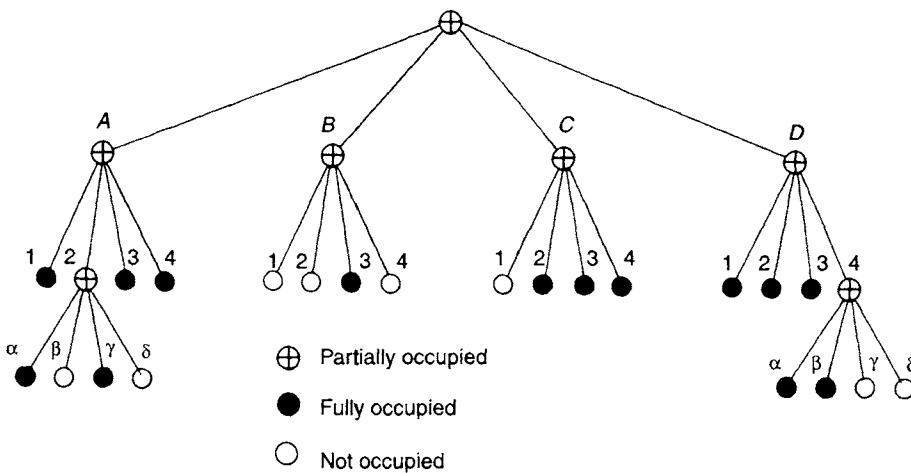 A B C D
1 2 3 4 1 2 3 4 1 2 3 4 1 2 3 4
α β γ δ α β γ δ
Partially occupied
Fully occupied
Not occupied